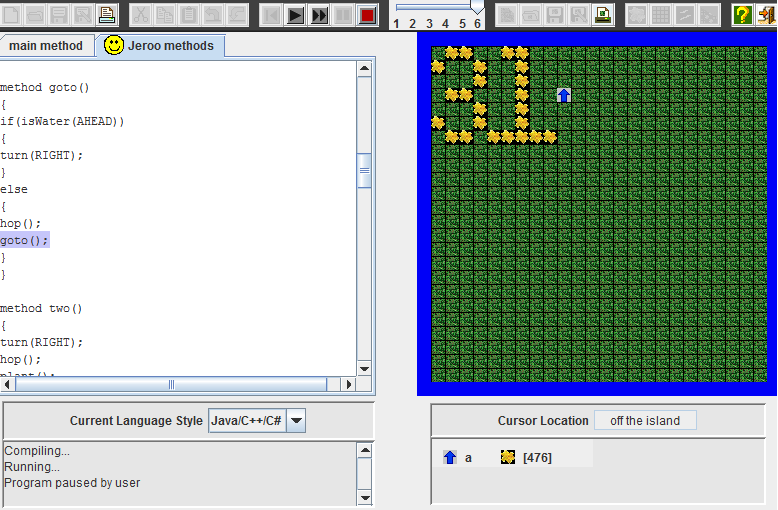 1 2 3 4 5 6
main method
Jeroo methods
method goto()
{
if(isWater(AHEAD))
{
turn(RIGHT);
}
else
{
hop();
goto();
}
}
method two()
{
turn(RIGHT);
hop();
plant();
Current Language Style Java/C++/C#
Cursor Location off the island
Compiling...
Running...
Program paused by user
a [476]